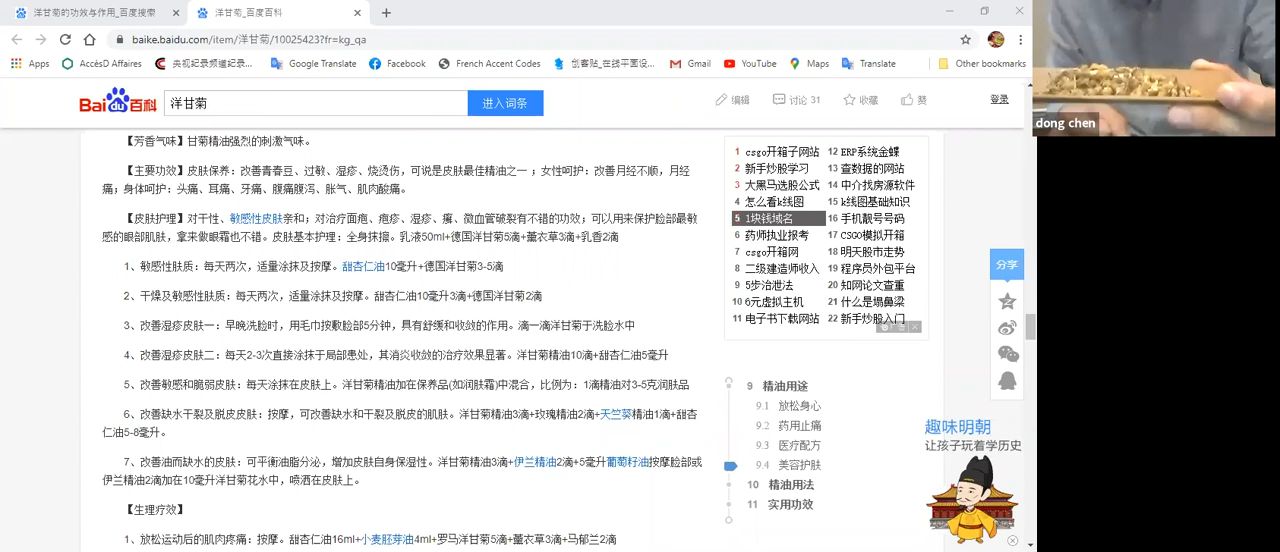 洋甘菊的功效与作用_百度搜索
洋甘菊_百度百科
baike.baidu.com/item/洋甘菊/10025423?fr=kg_qa
Apps
AccèsD Affaires
央视纪录频道纪录...
Google Translate
Facebook
French Accent Codes
创客贴_在线平面设...
Gmail
YouTube
Maps
Translate
Other bookmarks
Bai du 百科
洋甘菊
进入词条
编辑
讨论 31
收藏
赞
登录
【芳香气味】甘菊精油强烈的刺激气味。
【主要功效】皮肤保养：改善青春豆、过敏、湿疹、烧烫伤，可说是皮肤最佳精油之一；女性呵护：改善月经不顺，月经
痛；身体呵护：头痛、耳痛、牙痛、腹痛腹泻、胀气、肌肉酸痛。
【皮肤护理】对干性、敏感性皮肤亲和；对治疗面疱、疱疹、湿疹、癣、微血管破裂有不错的功效；可以用来保护脸部最敏
感的眼部肌肤，拿来做眼霜也不错。皮肤基本护理：全身抹擦。乳液50ml+德国洋甘菊5滴+薰衣草3滴+乳香2滴
1、敏感性肤质：每天两次，适量涂抹及按摩。甜杏仁油10毫升+德国洋甘菊3-5滴
2、干燥及敏感性肤质：每天两次，适量涂抹及按摩。甜杏仁油10毫升3滴+德国洋甘菊2滴
3、改善湿疹皮肤一：早晚洗脸时，用毛巾按敷脸部5分钟，具有舒缓和收敛的作用。滴一滴洋甘菊于洗脸水中
4、改善湿疹皮肤二：每天2-3次直接涂抹于局部患处，其消炎收敛的治疗效果显著。洋甘菊精油10滴+甜杏仁油5毫升
5、改善敏感和脆弱皮肤：每天涂抹在皮肤上。洋甘菊精油加在保养品(如润肤霜)中混合，比例为：1滴精油对3-5克润肤品
6、改善缺水干裂及脱皮皮肤：按摩，可改善缺水和干裂及脱皮的肌肤。洋甘菊精油3滴+玫瑰精油2滴+天竺葵精油1滴+甜杏
仁油5-8毫升。
7、改善油而缺水的皮肤：可平衡油脂分泌，增加皮肤自身保湿性。洋甘菊精油3滴+伊兰精油2滴+5毫升葡萄籽油按摩脸部或
伊兰精油2滴加在10毫升洋甘菊花水中，喷洒在皮肤上。
【生理疗效】
1、放松运动后的肌肉疼痛：按摩。甜杏仁油16ml+小麦胚芽油4ml+罗马洋甘菊5滴+薰衣草3滴+马郁兰2滴
1 csgo开箱子网站 12 ERP系统金蝶
2 新手炒股学习 13 查数据的网站
3 大黑马选股公式 14 中介找房源软件
4 怎么看k线图 15 k线图基础知识
5 1块钱域名 16 手机靓号号码
6 药师执业报考 17 CSGO模拟开箱
7 csgo开箱网 18 明天股市走势
8 二级建造师收入 19 程序员外包平台
9 5步治泄法 20 知网论文查重
10 6元虚拟主机 21 什么是塌鼻梁
11 电子书下载网站 22 新手炒股入门
广告
9 精油用途
9.1 放松身心
9.2 药用止痛
9.3 医疗配方
9.4 美容护肤
10 精油用法
11 实用功效
分享
趣味明朝
让孩子玩着学历史
dong chen